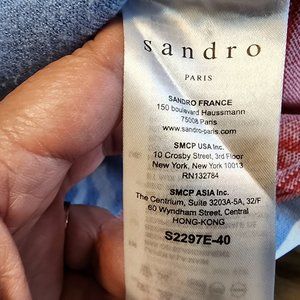 sandro
PARIS
SANDRO FRANCE
150 boulevard Haussmann
75008 Paris
www.sandro-paris.com
SMCP USA Inc.
10 Crosby Street, 3rd Floor
New York, New York 10013
RN132784
SMCP ASIA Inc.
The Centrium, Suite 3203A-5A, 32/F
60 Wyndham Street, Central
HONG-KONG
S2297E-40